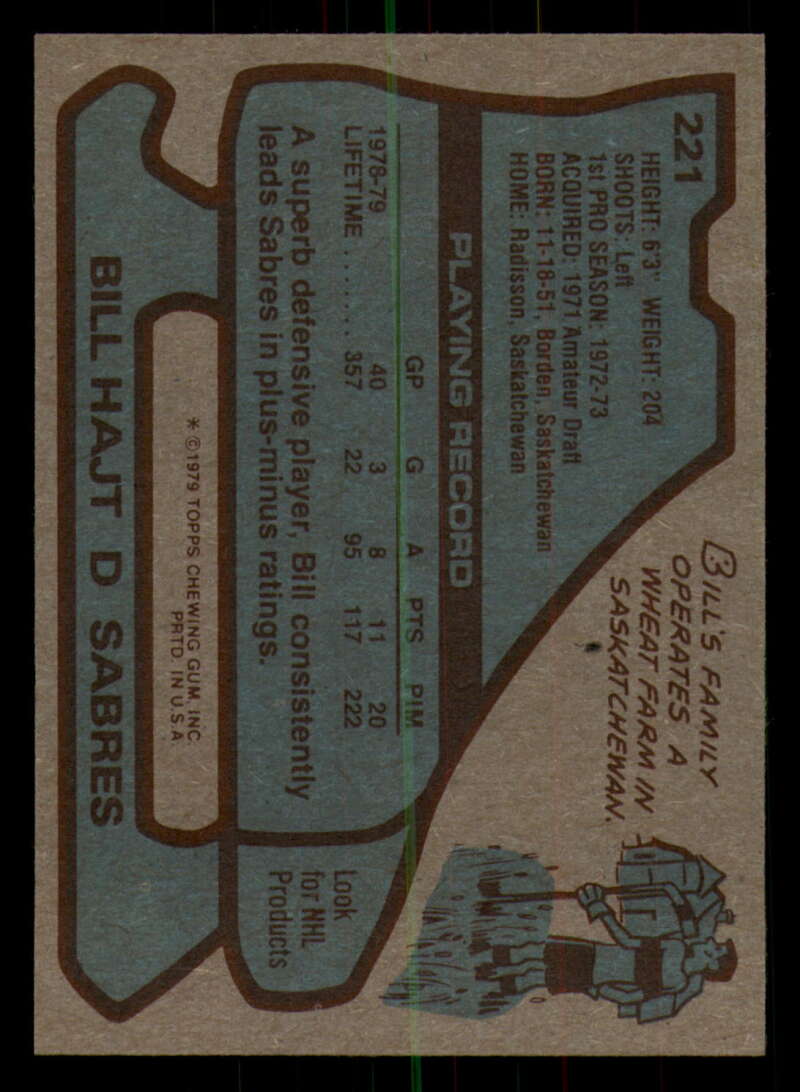 221
HEIGHT: 6'3" WEIGHT: 204
SHOOTS: Left
1st PRO SEASON: 1972-73
ACQUIRED: 1971 Amateur Draft
BORN: 11-18-51, Borden, Saskatchewan
HOME: Radisson, Saskatchewan
BILL'S FAMILY
OPERATES A
WHEAT FARM IN
SASKATCHEWAN.
PLAYING RECORD
GP G A PTS PIM
1978-79 40 3 8 11 20
LIFETIME ........ 357 22 95 117 222
A superb defensive player, Bill consistently
leads Sabres in plus-minus ratings.
Look
for NHL
Products
* ©1979 TOPPS CHEWING GUM, INC.
PRTD. IN U.S.A.
BILL HAJT D SABRES